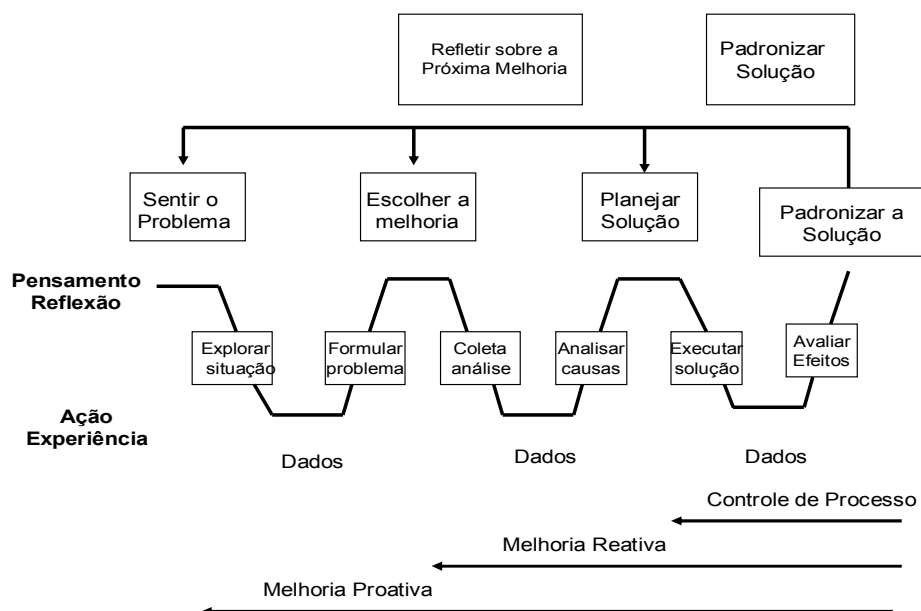 Refletir sobre a
Próxima Melhoria
Padronizar
Solução
Sentir o
Problema
Escolher a
melhoria
Planejar
Solução
Padronizar a
Solução
Pensamento
Reflexão
Explorar
situação
Formular
problema
Coleta
análise
Analisar
causas
Executar
solução
Avaliar
Efeitos
Ação
Experiência
Dados
Dados
Dados
Controle de Processo
Melhoria Reativa
Melhoria Proativa